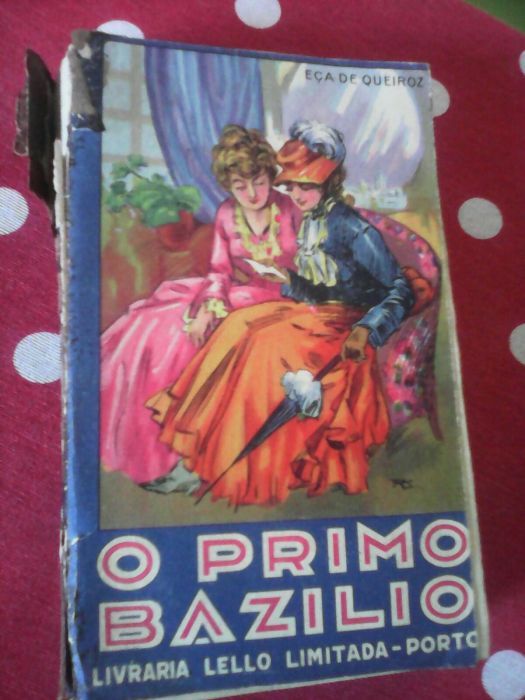 EÇA DE QUEIROZ
O PRIMO
BAZILIO
LIVRARIA LELLO LIMITADA-PORTO